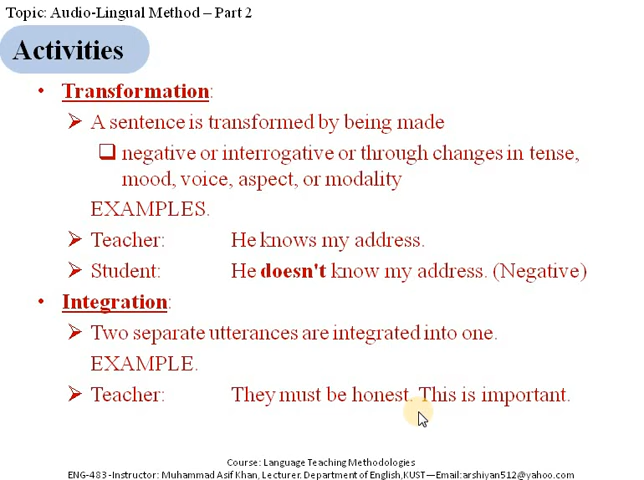 Topic: Audio-Lingual Method – Part 2
Activities
• Transformation:
➢ A sentence is transformed by being made
❑ negative or interrogative or through changes in tense,
mood, voice, aspect, or modality
EXAMPLES.
➢ Teacher: He knows my address.
➢ Student: He doesn't know my address. (Negative)
• Integration:
➢ Two separate utterances are integrated into one.
EXAMPLE.
➢ Teacher: They must be honest. This is important.
Course: Language Teaching Methodologies
ENG-483-Instructor: Muhammad Asif Khan, Lecturer. Department of English,KUST—Email:arshiyan512@yahoo.com